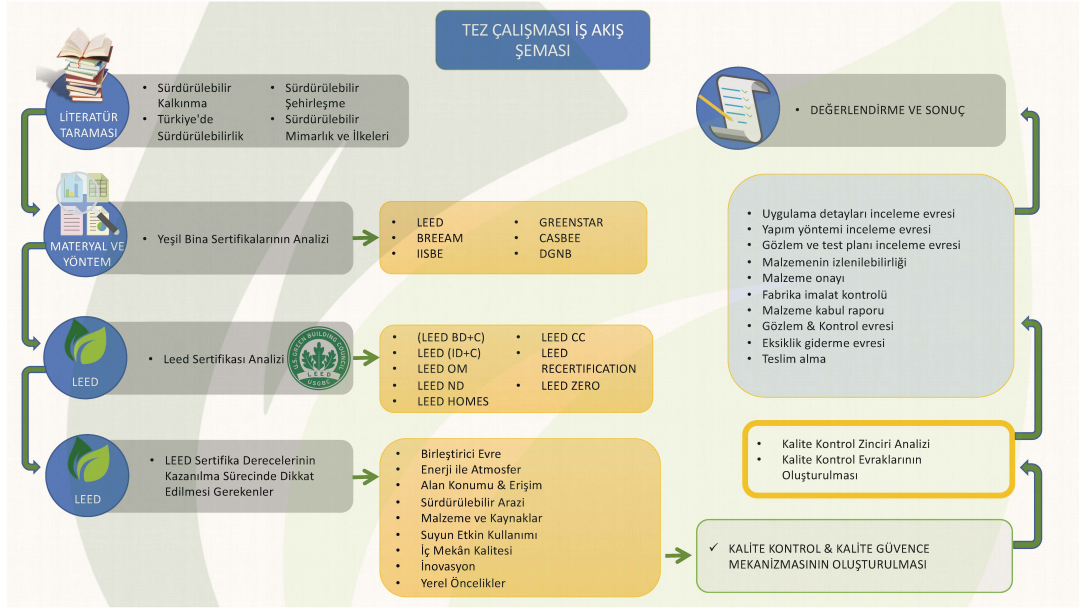 TEZ ÇALIŞMASI İŞ AKIŞ
ŞEMASI
LİTERATÜR
TARAMASI
• Sürdürülebilir
Kalkınma
• Türkiye'de
Sürdürülebilirlik
• Sürdürülebilir
Şehirleşme
• Sürdürülebilir
Mimarlık ve İlkeleri
MATERYAL VE
YÖNTEM
• Yeşil Bina Sertifikalarının Analizi
• LEED
• BREEAM
• IISBE
• GREENSTAR
• CASBEE
• DGNB
LEED
• Leed Sertifikası Analizi
U.S. GREEN BUILDING COUNCIL
LEED
USGBC
• (LEED BD+C)
• LEED (ID+C)
• LEED OM
• LEED ND
• LEED HOMES
• LEED CC
• LEED
RECERTIFICATION
• LEED ZERO
LEED
• LEED Sertifika Derecelerinin
Kazanılma Sürecinde Dikkat
Edilmesi Gerekenler
• Birleştirici Evre
• Enerji ile Atmosfer
• Alan Konumu & Erişim
• Sürdürülebilir Arazi
• Malzeme ve Kaynaklar
• Suyun Etkin Kullanımı
• İç Mekân Kalitesi
• İnovasyon
• Yerel Öncelikler
✓ KALİTE KONTROL & KALİTE GÜVENCE
MEKANİZMASININ OLUŞTURULMASI
• Kalite Kontrol Zinciri Analizi
• Kalite Kontrol Evraklarının
Oluşturulması
• Uygulama detayları inceleme evresi
• Yapım yöntemi inceleme evresi
• Gözlem ve test planı inceleme evresi
• Malzemenin izlenilebilirliği
• Malzeme onayı
• Fabrika imalat kontrolü
• Malzeme kabul raporu
• Gözlem & Kontrol evresi
• Eksiklik giderme evresi
• Teslim alma
• DEĞERLENDİRME VE SONUÇ